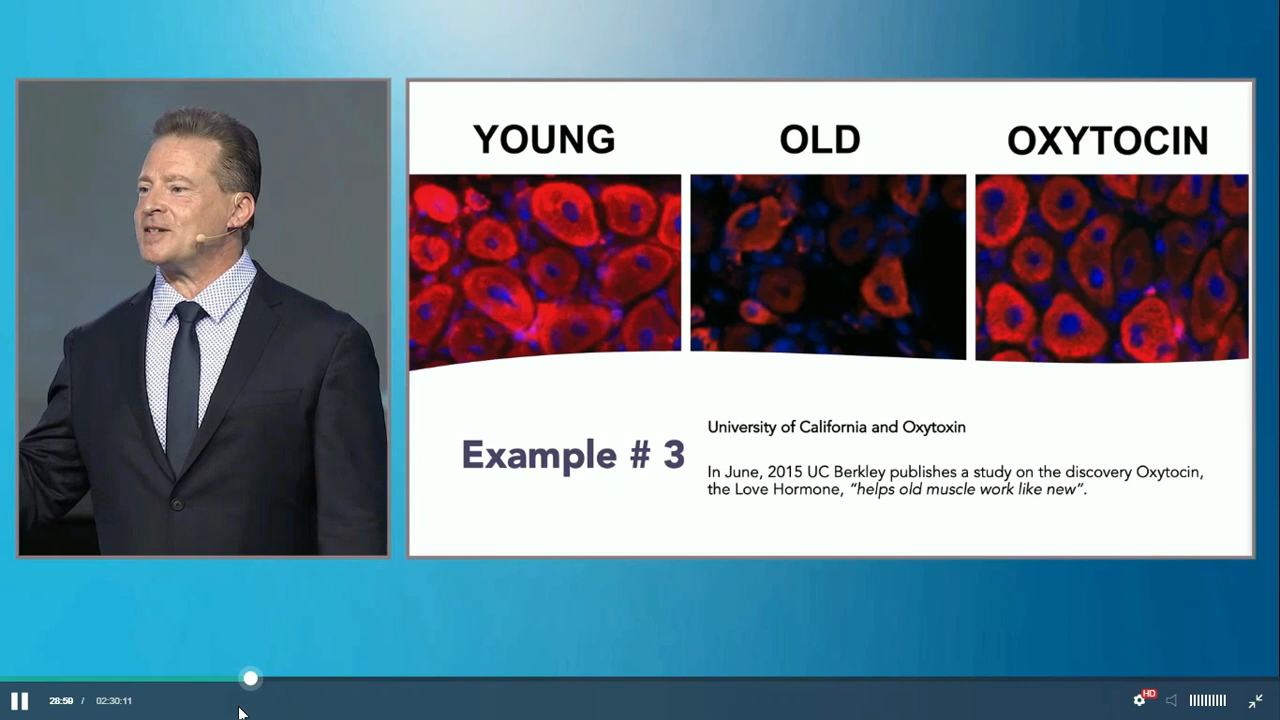 YOUNG
OLD
OXYTOCIN
Example # 3
University of California and Oxytoxin
In June, 2015 UC Berkley publishes a study on the discovery Oxytocin,
the Love Hormone, “helps old muscle work like new”.
28:50 / 02:30:11
HD